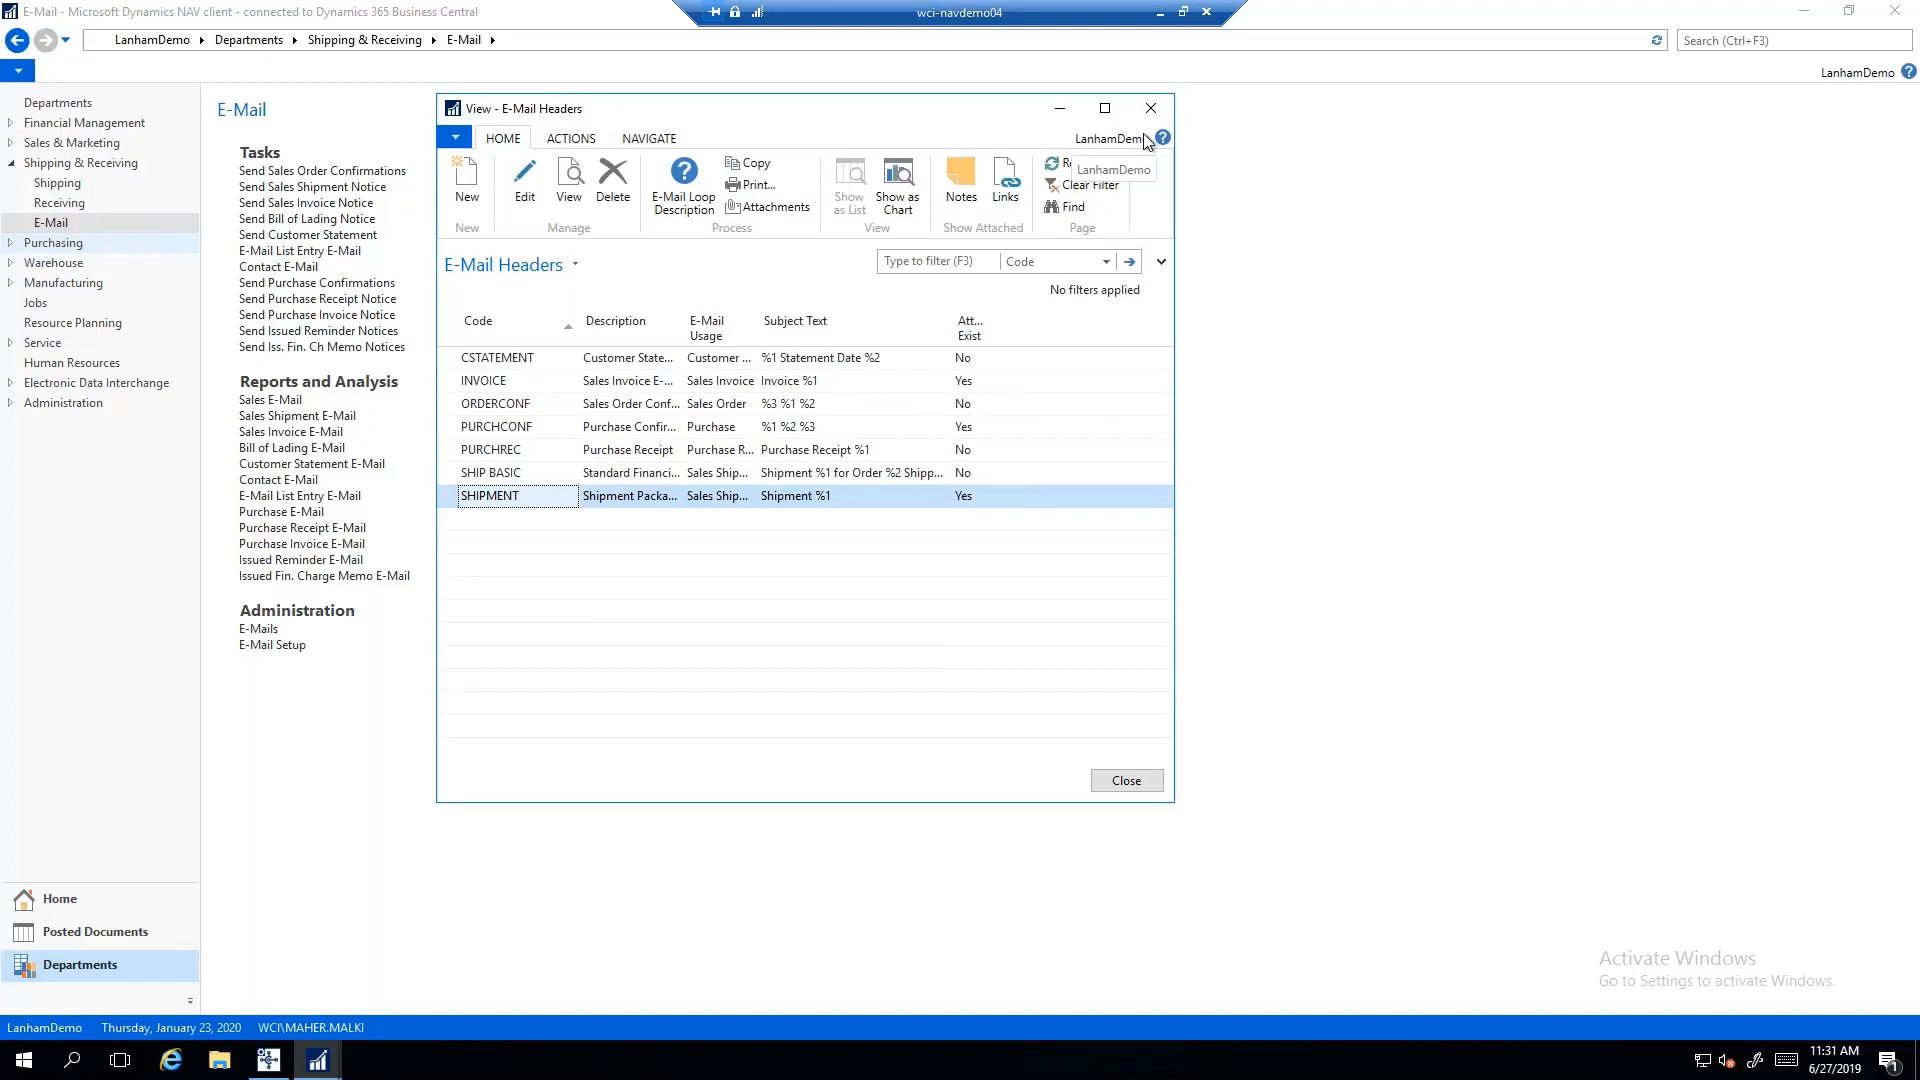 E-Mail - Microsoft Dynamics NAV client - connected to Dynamics 365 Business Central
wci-navdemo04
LanhamDemo Departments Shipping & Receiving E-Mail
Search (Ctrl+F3)
LanhamDemo
Departments
Financial Management
Sales & Marketing
Shipping & Receiving
Shipping
Receiving
E-Mail
Purchasing
Warehouse
Manufacturing
Jobs
Resource Planning
Service
Human Resources
Electronic Data Interchange
Administration
Home
Posted Documents
Departments
E-Mail
Tasks
Send Sales Order Confirmations
Send Sales Shipment Notice
Send Sales Invoice Notice
Send Bill of Lading Notice
Send Customer Statement
E-Mail List Entry E-Mail
Contact E-Mail
Send Purchase Confirmations
Send Purchase Receipt Notice
Send Purchase Invoice Notice
Send Issued Reminder Notices
Send Iss. Fin. Ch Memo Notices
Reports and Analysis
Sales E-Mail
Sales Shipment E-Mail
Sales Invoice E-Mail
Bill of Lading E-Mail
Customer Statement E-Mail
Contact E-Mail
E-Mail List Entry E-Mail
Purchase E-Mail
Purchase Receipt E-Mail
Purchase Invoice E-Mail
Issued Reminder E-Mail
Issued Fin. Charge Memo E-Mail
Administration
E-Mails
E-Mail Setup
View - E-Mail Headers
HOME ACTIONS NAVIGATE
LanhamDem
LanhamDemo
New
New
Edit View Delete
Manage
E-Mail Loop Description
Copy
Print...
Attachments
Process
Show as List
Show as Chart
View
Notes Links
Show Attached
Clear Filter
Find
Page
E-Mail Headers
Type to filter (F3) Code
No filters applied
Code Description E-Mail Usage Subject Text Att... Exist
CSTATEMENT Customer State... Customer ... %1 Statement Date %2 No
INVOICE Sales Invoice E-... Sales Invoice Invoice %1 Yes
ORDERCONF Sales Order Conf... Sales Order %3 %1 %2 No
PURCHCONF Purchase Confir... Purchase %1 %2 %3 Yes
PURCHREC Purchase Receipt Purchase R... Purchase Receipt %1 No
SHIP BASIC Standard Financi... Sales Ship... Shipment %1 for Order %2 Shipp... No
SHIPMENT Shipment Packa... Sales Ship... Shipment %1 Yes
Close
Activate Windows
Go to Settings to activate Windows.
LanhamDemo Thursday, January 23, 2020 WCI\MAHER.MALKI
11:31 AM
6/27/2019
1